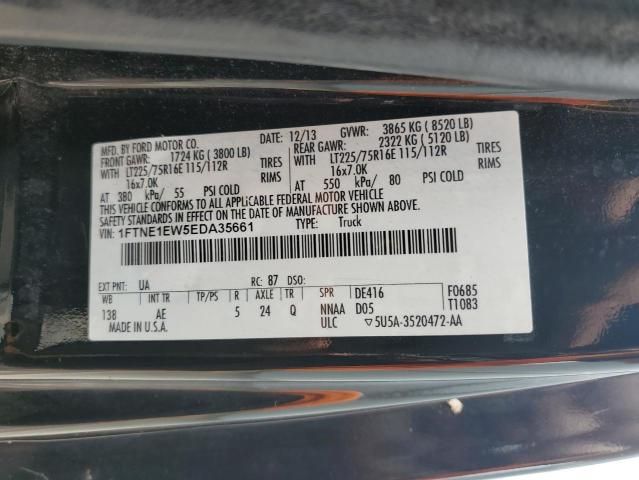 MFD. BY FORD MOTOR CO.
DATE: 12/13 GVWR: 3865 KG ( 8520 LB)
FRONT GAWR: 1724 KG ( 3800 LB)
REAR GAWR: 2322 KG ( 5120 LB)
WITH LT225/75R16E 115/112R TIRES
WITH LT225/75R16E 115/112R TIRES
16x7.0K RIMS
16x7.0K RIMS
AT 380 kPa/ 55 PSI COLD
AT 550 kPa/ 80 PSI COLD
THIS VEHICLE CONFORMS TO ALL APPLICABLE FEDERAL MOTOR VEHICLE
SAFETY STANDARDS IN EFFECT ON THE DATE OF MANUFACTURE SHOWN ABOVE.
VIN: 1FTNE1EW5EDA35661 TYPE: Truck
EXT PNT: UA RC: 87 DSO:
WB INT TR TP/PS R AXLE TR SPR DE416 F0685
138 AE 5 24 Q NNAA D05 T1083
MADE IN U.S.A. ULC ▽5U5A-3520472-AA